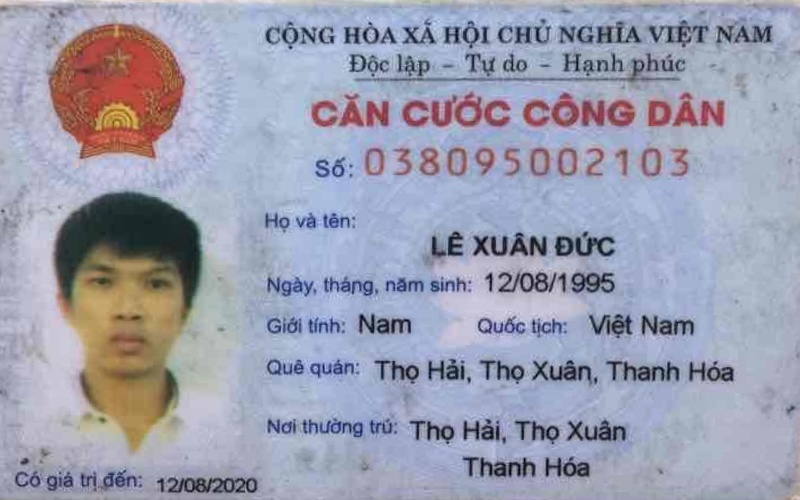 CỘNG HÒA XÃ HỘI CHỦ NGHĨA VIỆT NAM
Độc lập - Tự do - Hạnh phúc
CĂN CƯỚC CÔNG DÂN
Số: 038095002103
Họ và tên:
LÊ XUÂN ĐỨC
Ngày, tháng, năm sinh: 12/08/1995
Giới tính: Nam Quốc tịch: Việt Nam
Quê quán: Thọ Hải, Thọ Xuân, Thanh Hóa
Nơi thường trú: Thọ Hải, Thọ Xuân
Thanh Hóa
Có giá trị đến: 12/08/2020